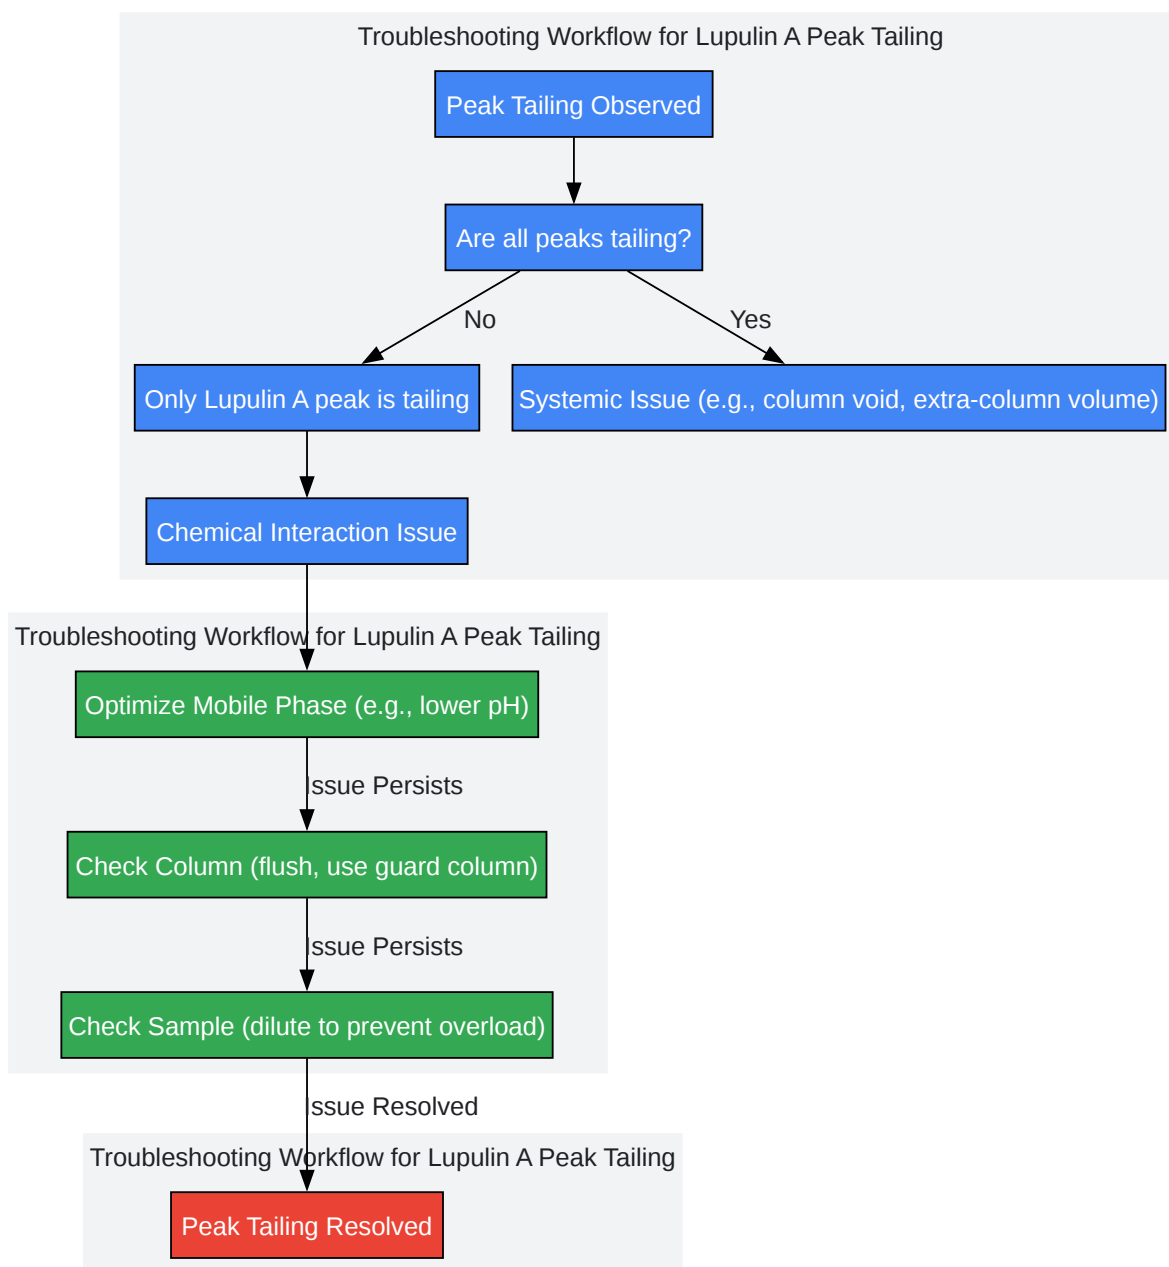 Troubleshooting Workflow for Lupulin A Peak Tailing
Peak Tailing Observed
Are all peaks tailing?
No
Yes
Only Lupulin A peak is tailing
Systemic Issue (e.g., column void, extra-column volume)
Chemical Interaction Issue
Troubleshooting Workflow for Lupulin A Peak Tailing
Optimize Mobile Phase (e.g., lower pH)
Issue Persists
Check Column (flush, use guard column)
Issue Persists
Check Sample (dilute to prevent overload)
Issue Resolved
Troubleshooting Workflow for Lupulin A Peak Tailing
Peak Tailing Resolved